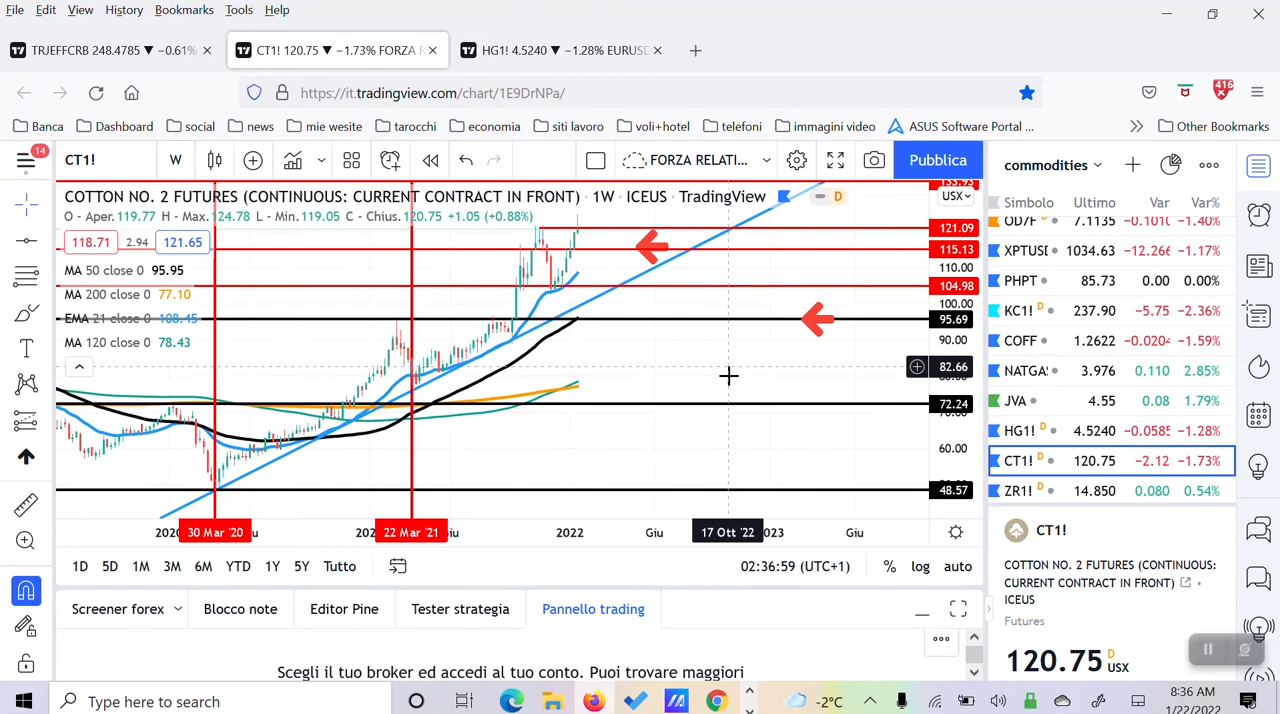 File Edit View History Bookmarks Tools Help
TRJEFFCRB 248.4785 ▼ −0.61% CT1! 120.75 ▼ −1.73% FORZA R HG1! 4.5240 ▼ −1.28% EURUSD
https://it.tradingview.com/chart/1E9DrNPa/ 416
Banca Dashboard social news mie wesite tarocchi economia siti lavoro voli+hotel telefoni immagini video ASUS Software Portal ... Other Bookmarks
14 CT1! W FORZA RELATI... Pubblica commodities
COTTON NO. 2 FUTURES (CONTINUOUS: CURRENT CONTRACT IN FRONT) · 1W · ICEUS · TradingView D USX
O - Aper. 119.77 H - Max. 124.78 L - Min. 119.05 C - Chius. 120.75 +1.05 (+0.88%)
118.71 2.94 121.65
MA 50 close 0 95.95
MA 200 close 0 77.10
EMA 21 close 0 108.45
MA 120 close 0 78.43
121.09
115.13
110.00
104.98
100.00
95.69
90.00
82.66
72.24
60.00
48.57
30 Mar '20 22 Mar '21 2022 Giu 17 Ott '22 Giu
1D 5D 1M 3M 6M YTD 1Y 5Y Tutto 02:36:59 (UTC+1) % log auto
Screener forex Blocco note Editor Pine Tester strategia Pannello trading
Scegli il tuo broker ed accedi al tuo conto. Puoi trovare maggiori
Simbolo Ultimo Var Var%
7.1135 −0.1010 −1.40%
XPTUSD 1034.63 −12.266 −1.17%
PHPT 85.73 0.00 0.00%
KC1! D 237.90 −5.75 −2.36%
COFF 1.2622 −0.0204 −1.59%
NATGAS 3.976 0.110 2.85%
JVA 4.55 0.08 1.79%
HG1! D 4.5240 −0.0585 −1.28%
CT1! D 120.75 −2.12 −1.73%
ZR1! D 14.850 0.080 0.54%
CT1!
COTTON NO. 2 FUTURES (CONTINUOUS:
CURRENT CONTRACT IN FRONT)
ICEUS
Futures
120.75 D USX
Type here to search -2°C 8:36 AM
1/22/2022